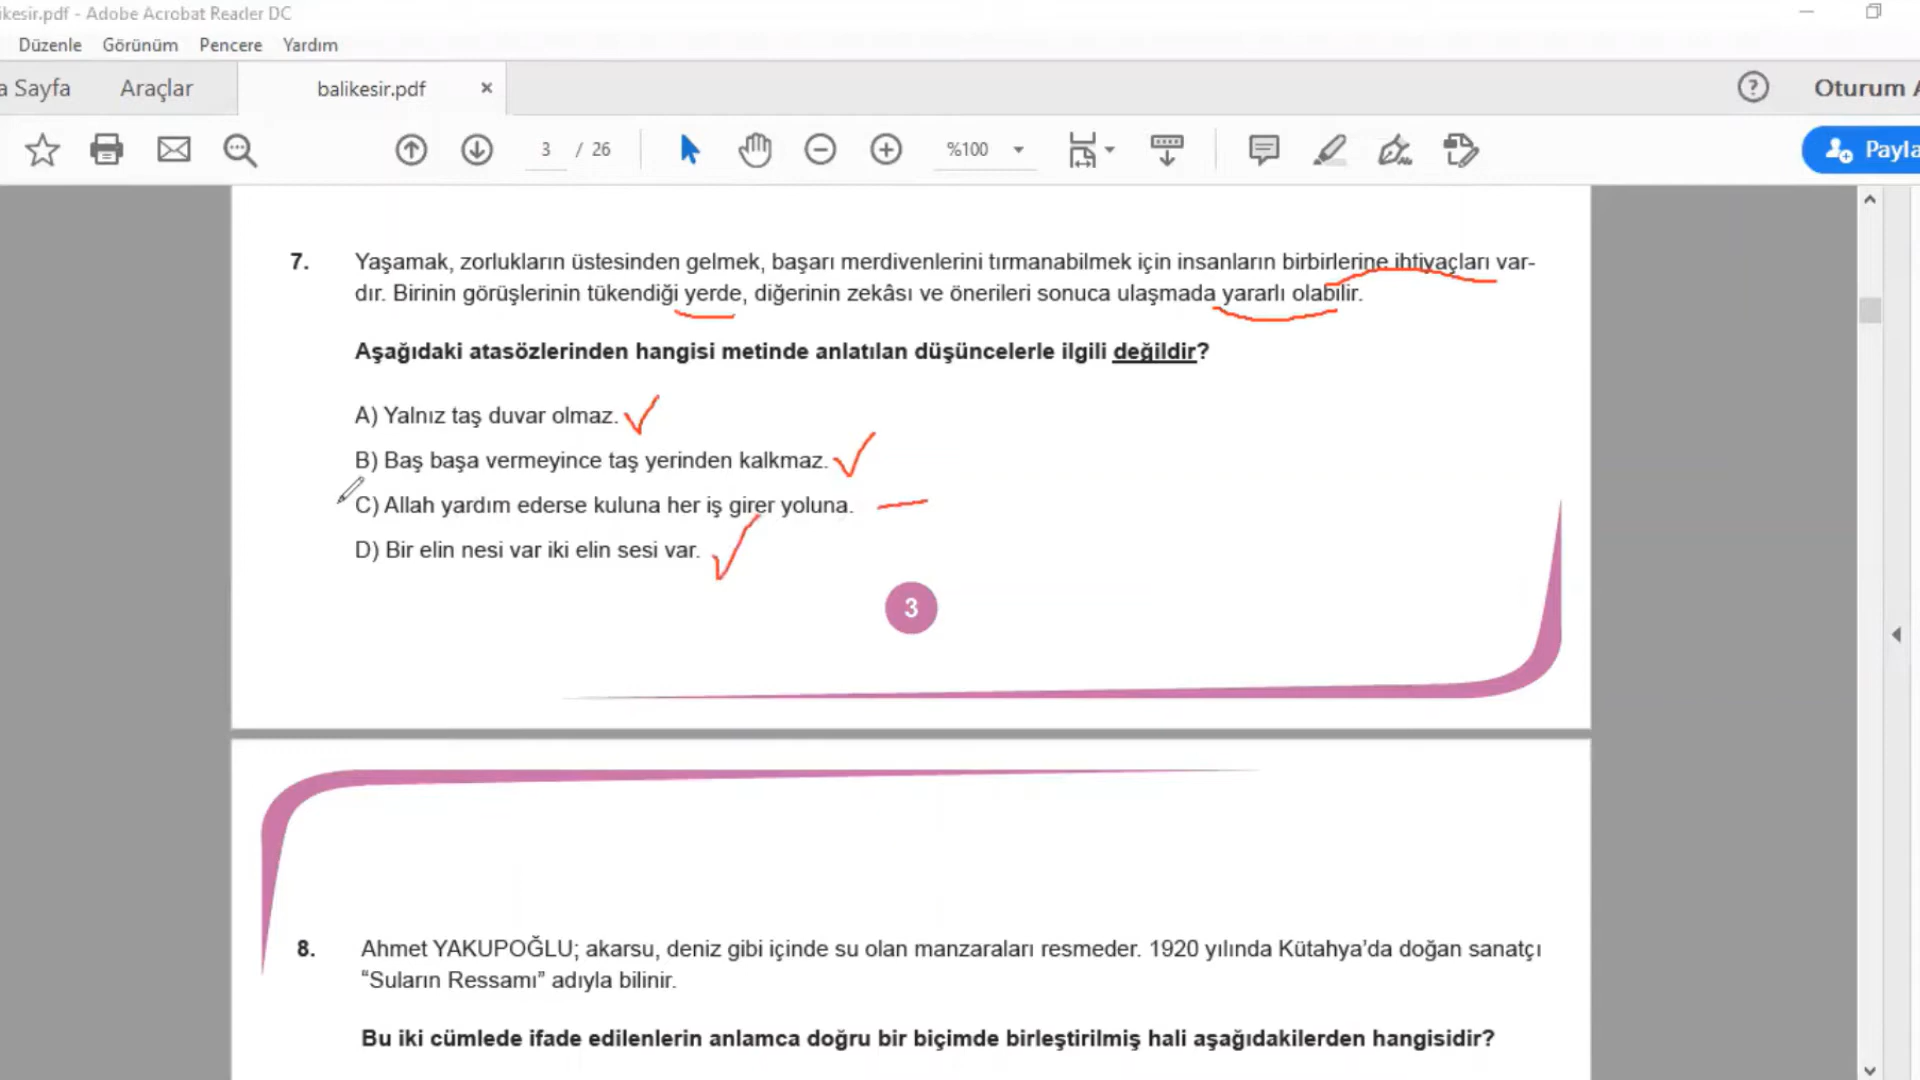 ikesir.pdf - Adobe Acrobat Reader DC
Düzenle Görünüm Pencere Yardım
a Sayfa Araçlar balikesir.pdf × ? Oturum A
3 / 26 %100 Payla
7. Yaşamak, zorlukların üstesinden gelmek, başarı merdivenlerini tırmanabilmek için insanların birbirlerine ihtiyaçları var-
dır. Birinin görüşlerinin tükendiği yerde, diğerinin zekâsı ve önerileri sonuca ulaşmada yararlı olabilir.
Aşağıdaki atasözlerinden hangisi metinde anlatılan düşüncelerle ilgili değildir?
A) Yalnız taş duvar olmaz.
B) Baş başa vermeyince taş yerinden kalkmaz.
C) Allah yardım ederse kuluna her iş girer yoluna.
D) Bir elin nesi var iki elin sesi var.
3
8. Ahmet YAKUPOĞLU; akarsu, deniz gibi içinde su olan manzaraları resmeder. 1920 yılında Kütahya’da doğan sanatçı
“Suların Ressamı” adıyla bilinir.
Bu iki cümlede ifade edilenlerin anlamca doğru bir biçimde birleştirilmiş hali aşağıdakilerden hangisidir?